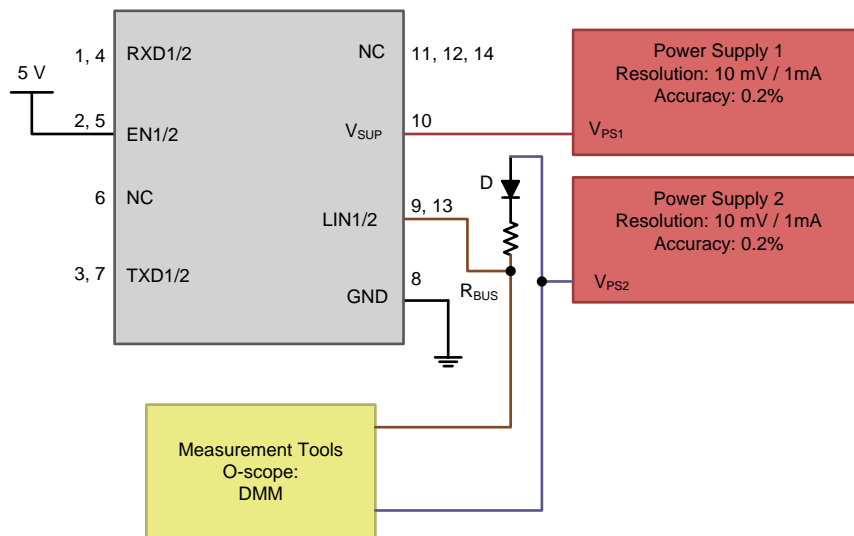 5 V
1, 4
RXD1/2
2, 5
EN1/2
6
NC
3, 7
TXD1/2
NC
11, 12, 14
VSUP
10
LIN1/2
9, 13
GND
8
D
RBUS
Power Supply 1
Resolution: 10 mV / 1mA
Accuracy: 0.2%
VPS1
Power Supply 2
Resolution: 10 mV / 1mA
Accuracy: 0.2%
VPS2
Measurement Tools
O-scope:
DMM